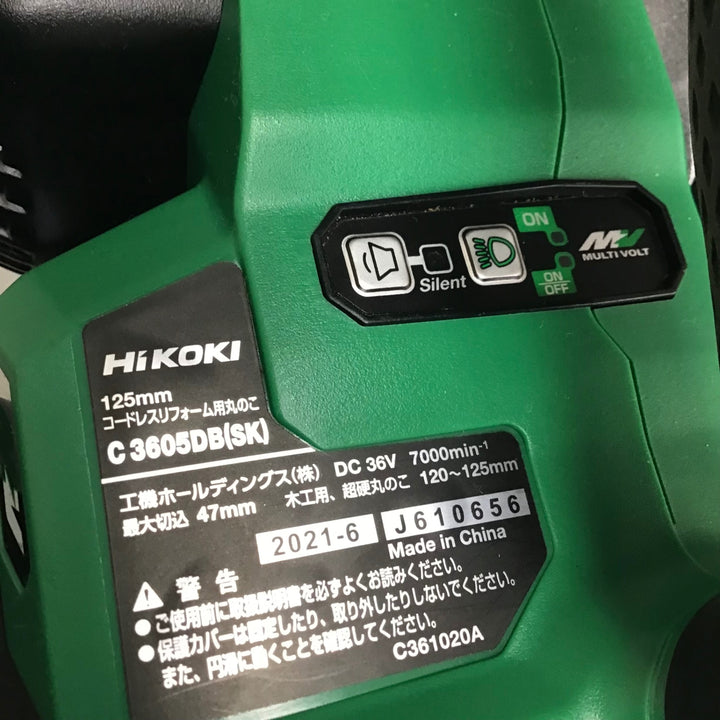 ON
Silent
ON
OFF
MV
MULTI VOLT
HiKOKI
125mm
コードレスリフォーム用丸のこ
C 3605DB(SK)
工機ホールディングス(株) DC 36V 7000min⁻¹
最大切込 47mm 木工用、超硬丸のこ 120~125mm
2021-6 J610656
Made in China
警告
●ご使用前に取扱説明書を必ずよくお読みください。
●保護カバーは固定したり、取り外したりしないでください。
また、円滑に動くことを確認してください。
C361020A